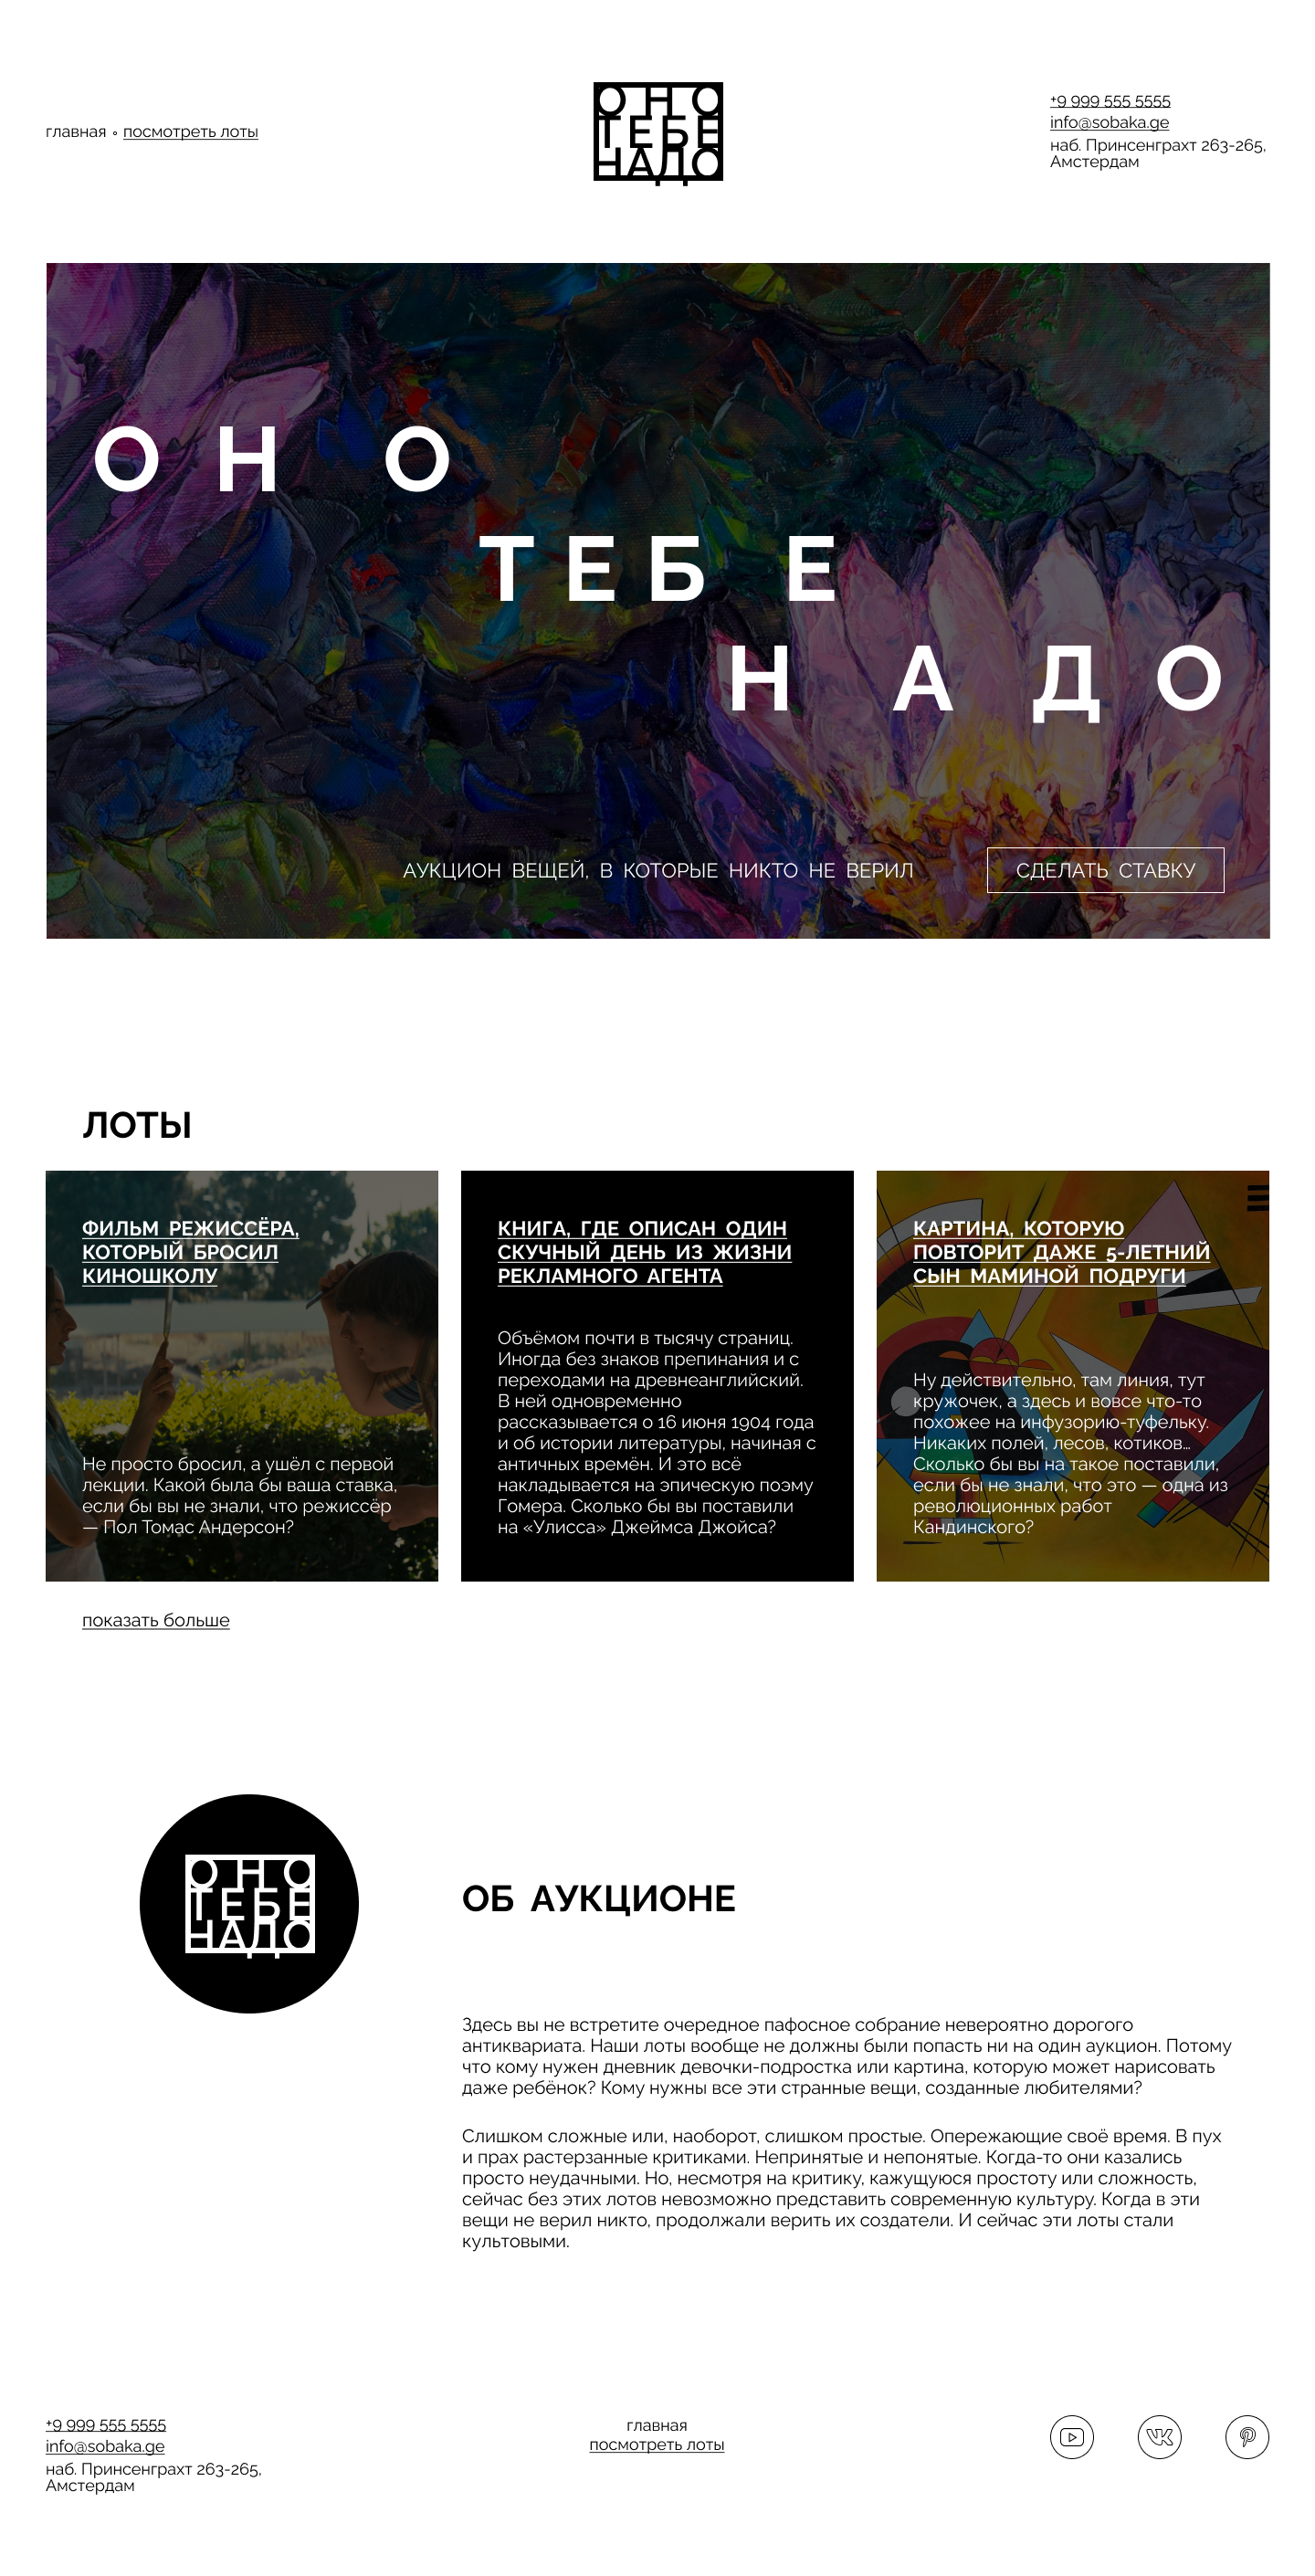 главная ∘ посмотреть лоты
ОНО
ТЕБЕ
НАДО
+9 999 555 5555
info@sobaka.ge
наб. Принсенграхт 263-265,
Амстердам
ОНО
ТЕБЕ
НАДО
АУКЦИОН ВЕЩЕЙ, В КОТОРЫЕ НИКТО НЕ ВЕРИЛ
СДЕЛАТЬ СТАВКУ
ЛОТЫ
ФИЛЬМ РЕЖИССЁРА,
КОТОРЫЙ БРОСИЛ
КИНОШКОЛУ
Не просто бросил, а ушёл с первой
лекции. Какой была бы ваша ставка,
если бы вы не знали, что режиссёр
— Пол Томас Андерсон?
КНИГА, ГДЕ ОПИСАН ОДИН
СКУЧНЫЙ ДЕНЬ ИЗ ЖИЗНИ
РЕКЛАМНОГО АГЕНТА
Объёмом почти в тысячу страниц.
Иногда без знаков препинания и с
переходами на древнеанглийский.
В ней одновременно
рассказывается о 16 июня 1904 года
и об истории литературы, начиная с
античных времён. И это всё
накладывается на эпическую поэму
Гомера. Сколько бы вы поставили
на «Улисса» Джеймса Джойса?
КАРТИНА, КОТОРУЮ
ПОВТОРИТ ДАЖЕ 5-ЛЕТНИЙ
СЫН МАМИНОЙ ПОДРУГИ
Ну действительно, там линия, тут
кружочек, а здесь и вовсе что-то
похожее на инфузорию-туфельку.
Никаких полей, лесов, котиков…
Сколько бы вы на такое поставили,
если бы не знали, что это — одна из
революционных работ
Кандинского?
показать больше
ОНО
ТЕБЕ
НАДО
ОБ АУКЦИОНЕ
Здесь вы не встретите очередное пафосное собрание невероятно дорогого
антиквариата. Наши лоты вообще не должны были попасть ни на один аукцион. Потому
что кому нужен дневник девочки-подростка или картина, которую может нарисовать
даже ребёнок? Кому нужны все эти странные вещи, созданные любителями?
Слишком сложные или, наоборот, слишком простые. Опережающие своё время. В пух
и прах растерзанные критиками. Непринятые и непонятые. Когда-то они казались
просто неудачными. Но, несмотря на критику, кажущуюся простоту или сложность,
сейчас без этих лотов невозможно представить современную культуру. Когда в эти
вещи не верил никто, продолжали верить их создатели. И сейчас эти лоты стали
культовыми.
+9 999 555 5555
info@sobaka.ge
наб. Принсенграхт 263-265,
Амстердам
главная
посмотреть лоты